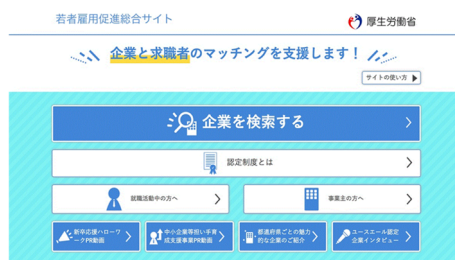 若者雇用促進総合サイト
厚生労働省
企業と求職者のマッチングを支援します！
サイトの使い方
企業を検索する
認定制度とは
就職活動中の方へ
事業主の方へ
新卒応援ハローワ
ークPR動画
中小企業等担い手育
成支援事業PR動画
都道府県ごとの魅力
的な企業のご紹介
ユースエール認定
企業インタビュー